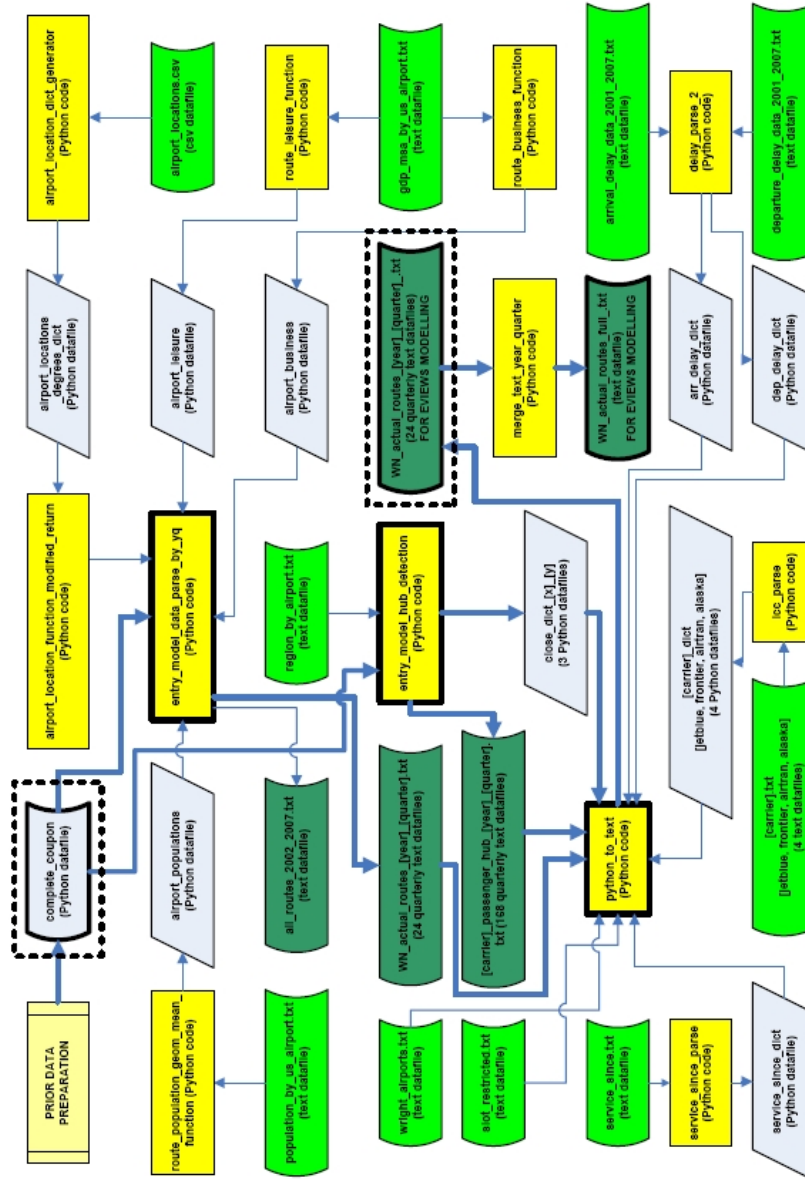 PRIOR DATA
PREPARATION
complete_coupon
(Python datafile)
airport_location_function_modified_return
(Python code)
airport_locations
_degrees_dict
(Python datafile)
airport_location_dict_generator
(Python code)
route_population_geom_mean_
function (Python code)
airport_populations
(Python datafile)
entry_model_data_parse_by_yq
(Python code)
airport_leisure
(Python datafile)
airport_locations.csv
(csv datafile)
population_by_us_airport.txt
(text datafile)
all_routes_2002_2007.txt
(text datafile)
region_by_airport.txt
(text datafile)
airport_business
(Python datafile)
route_leisure_function
(Python code)
wright_airports.txt
(text datafile)
WN_actual_routes_[year]_[quarter].txt
(24 quarterly text datafiles)
entry_model_hub_detection
(Python code)
WN_actual_routes_[year]_[quarter]_.txt
(24 quarterly text datafiles)
FOR EVIEWS MODELLING
gdp_msa_by_us_airport.txt
(text datafile)
slot_restricted.txt
(text datafile)
[carrier]_passenger_hub_[year]_[quarter].
txt (168 quarterly text datafiles)
close_dict_[x]_[y]
(3 Python datafiles)
merge_text_year_quarter
(Python code)
route_business_function
(Python code)
service_since.txt
(text datafile)
python_to_text
(Python code)
WN_actual_routes_full_.txt
(text datafile)
FOR EVIEWS MODELLING
arrival_delay_data_2001_2007.txt
(text datafile)
service_since_parse
(Python code)
[carrier]_dict
[jetblue, frontier, airtran, alaska]
(4 Python datafiles)
arr_delay_dict
(Python datafile)
delay_parse_2
(Python code)
service_since_dict
(Python datafile)
[carrier].txt
[jetblue, frontier, airtran, alaska]
(4 text datafiles)
lcc_parse
(Python code)
dep_delay_dict
(Python datafile)
departure_delay_data_2001_2007.txt
(text datafile)